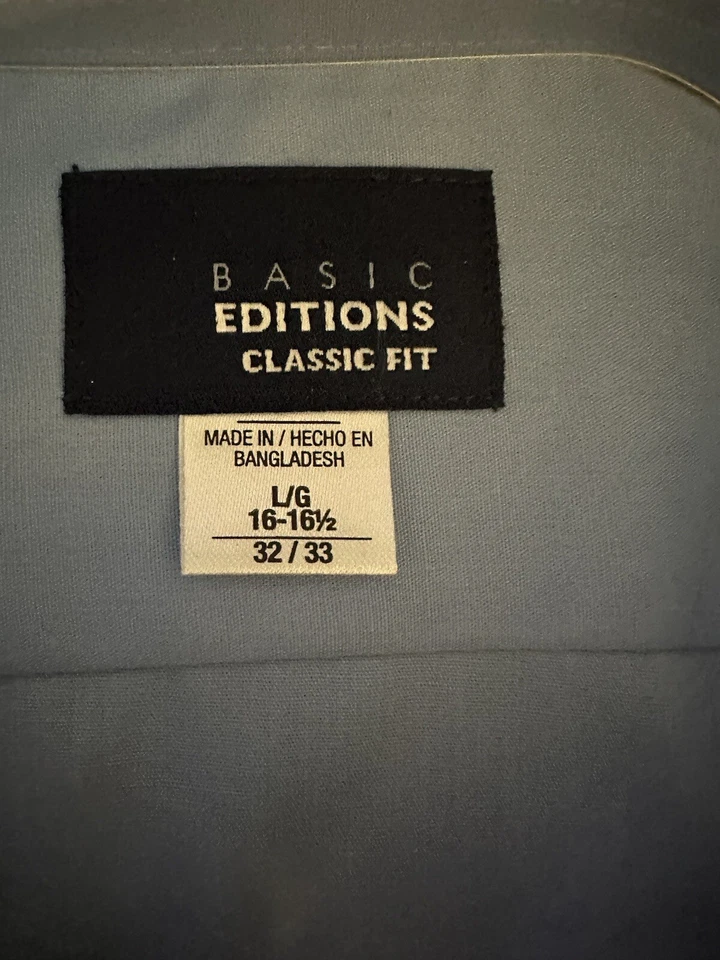 BASIC
EDITIONS
CLASSIC FIT
MADE IN / HECHO EN
BANGLADESH
L/G
16-16½
32 / 33